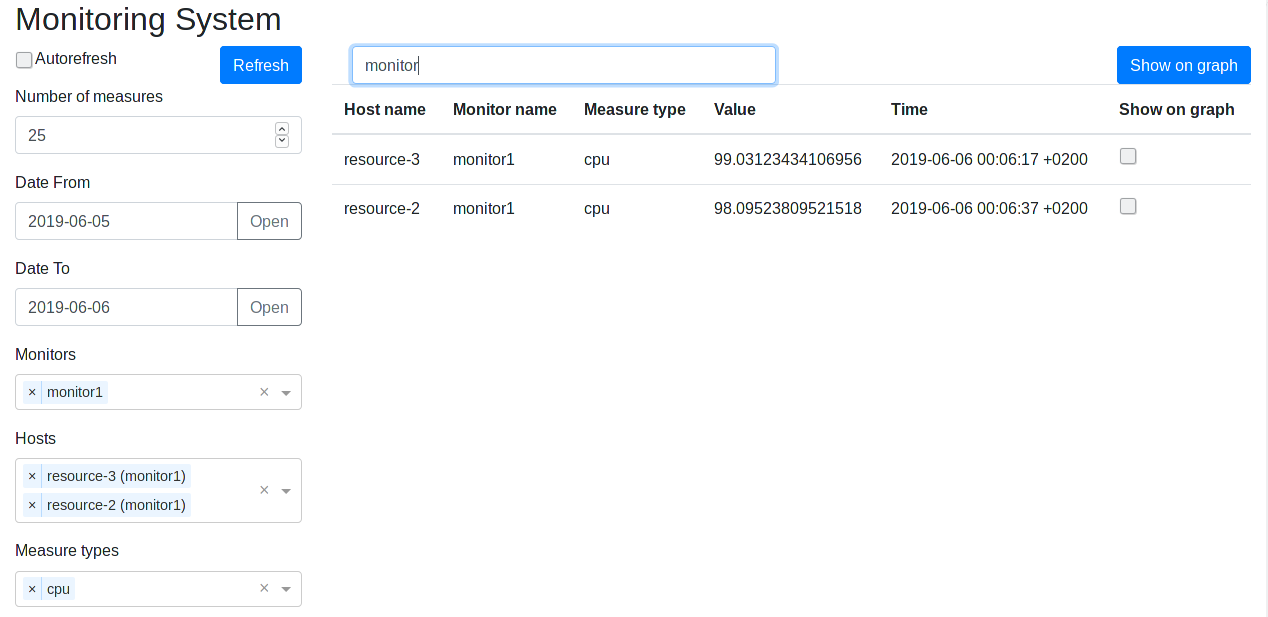 Monitoring System
Autorefresh
Refresh
Number of measures
25
Date From
2019-06-05
Open
Date To
2019-06-06
Open
Monitors
× monitor1 ×
Hosts
× resource-3 (monitor1)
× resource-2 (monitor1)
×
Measure types
× cpu ×
monitor
Show on graph
Host name Monitor name Measure type Value Time Show on graph
resource-3 monitor1 cpu 99.03123434106956 2019-06-06 00:06:17 +0200
resource-2 monitor1 cpu 98.09523809521518 2019-06-06 00:06:37 +0200